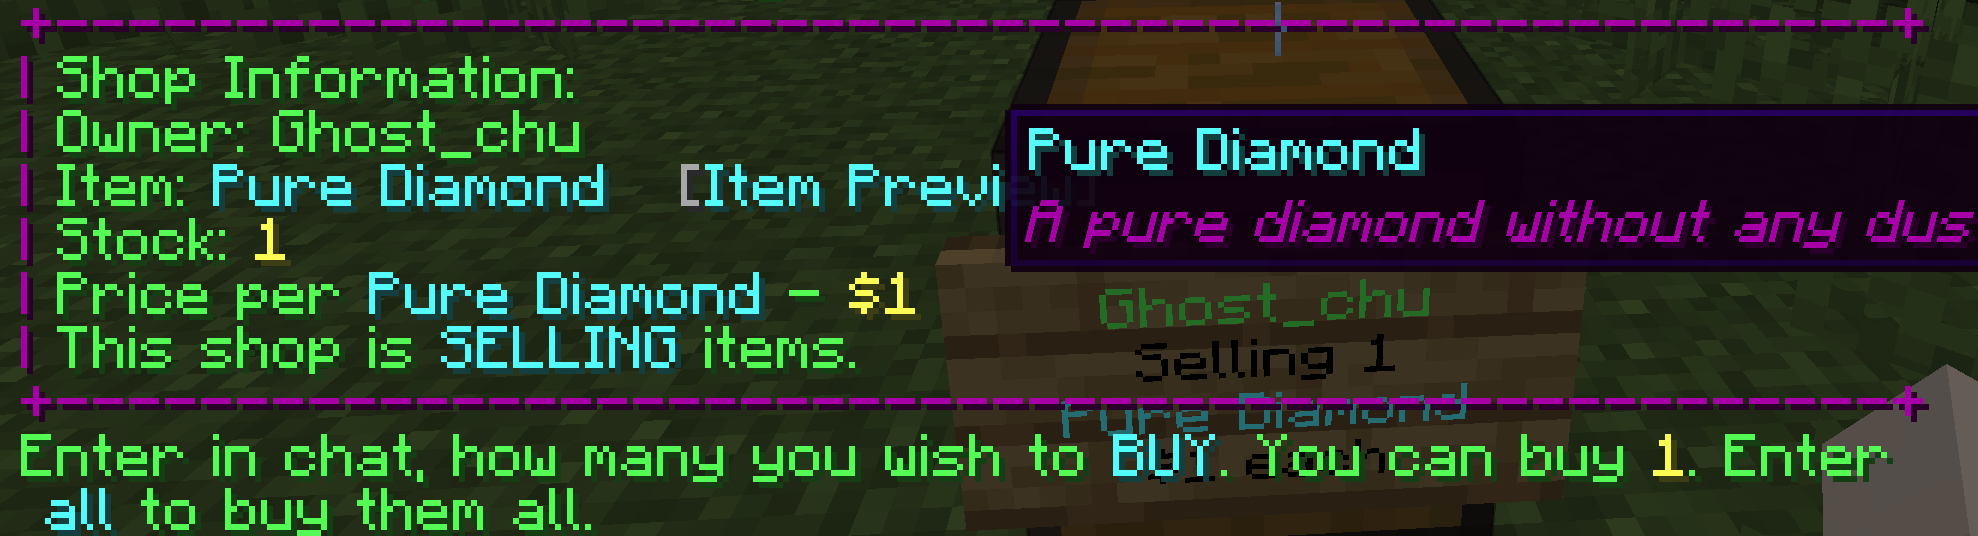 Shop Information:
Owner: Ghost_chu
Item: Pure Diamond [Item Previ
Stock: 1
Price per Pure Diamond - $1
This shop is SELLING items.
Enter in chat, how many you wish to BUY. You can buy 1. Enter
all to buy them all.
Pure Diamond
A pure diamond without any dus
Ghost_chu
Selling 1
Pure Diamond
each